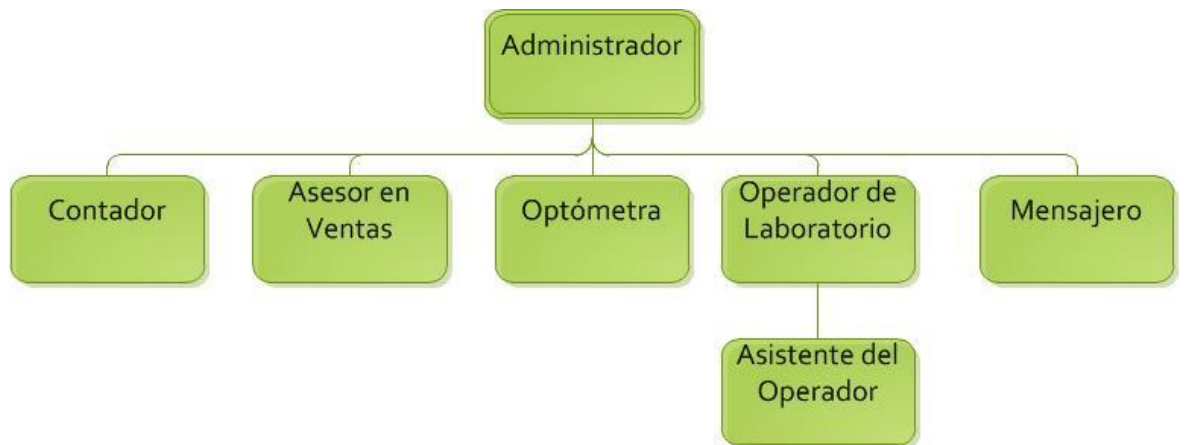 Administrador
Contador
Asesor en
Ventas
Optómetra
Operador de
Laboratorio
Mensajero
Asistente del
Operador